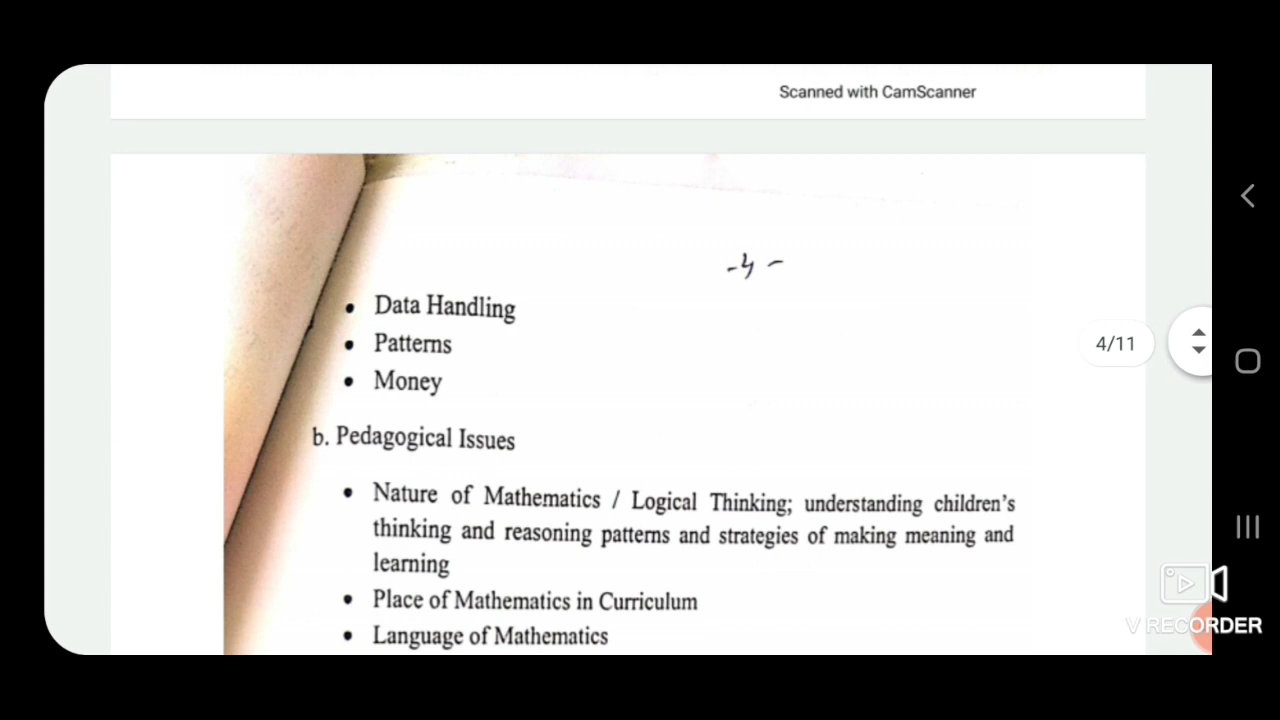 Scanned with CamScanner
-4-
• Data Handling
• Patterns
• Money
4/11
b. Pedagogical Issues
• Nature of Mathematics / Logical Thinking; understanding children's
thinking and reasoning patterns and strategies of making meaning and
learning
• Place of Mathematics in Curriculum
• Language of Mathematics
V RECORDER